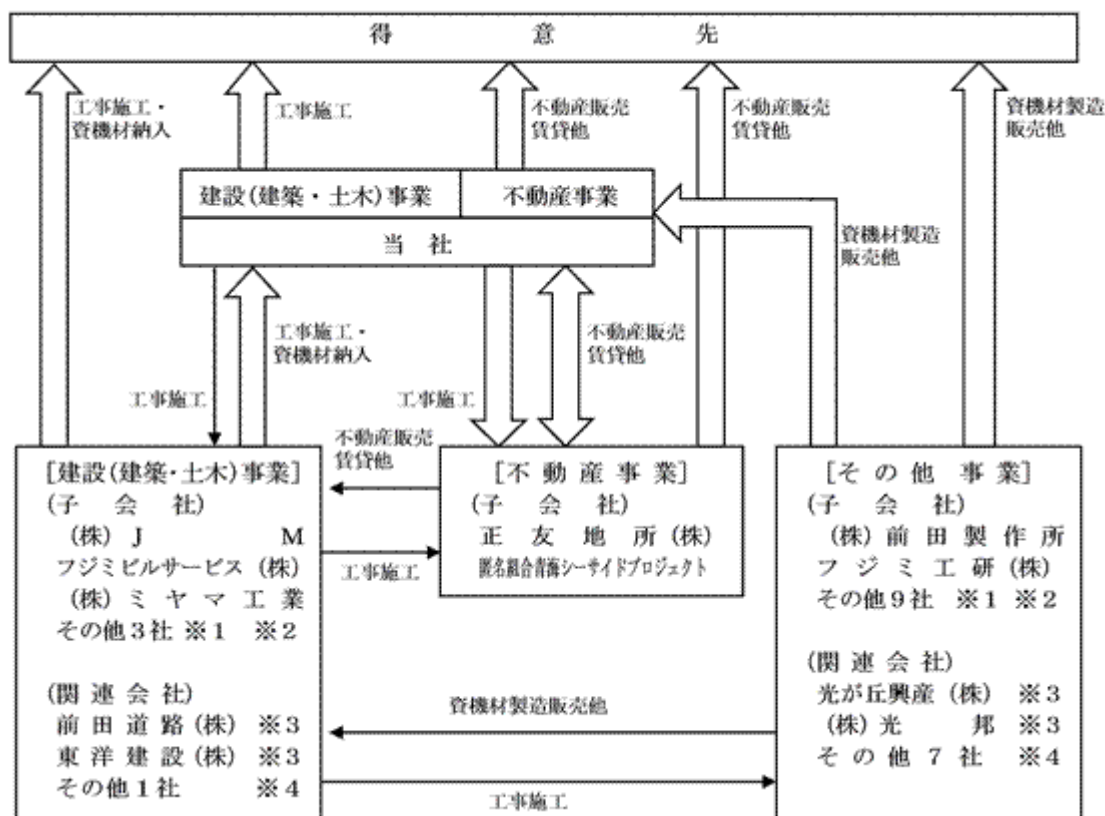 得意先
工事施工・
資機材納入
工事施工
不動産販売
賃貸他
不動産販売
賃貸他
資機材製造
販売他
建設(建築・土木)事業
不動産事業
当社
資機材製造
販売他
工事施工・
資機材納入
不動産販売
賃貸他
工事施工
工事施工
不動産販売
賃貸他
[建設(建築・土木)事業]
(子会社)
(株)JM
フジミビルサービス(株)
(株)ミヤマ工業
その他3社 ※1 ※2
(関連会社)
前田道路(株) ※3
東洋建設(株) ※3
その他1社 ※4
工事施工
[不動産事業]
(子会社)
正友地所(株)
匿名組合青海シーサイドプロジェクト
[その他事業]
(子会社)
(株)前田製作所
フジミ工研(株)
その他9社 ※1 ※2
(関連会社)
光が丘興産(株) ※3
(株)光邦 ※3
その他7社 ※4
資機材製造販売他
工事施工